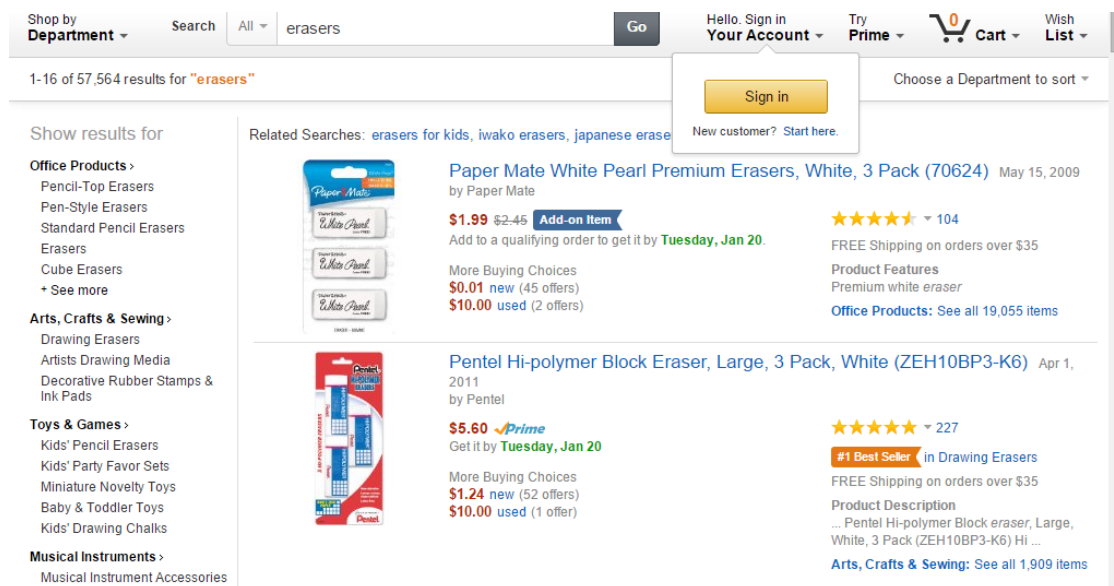 Shop by
Department
Search
All
erasers
Go
Hello. Sign in
Your Account
Try
Prime
0
Cart
Wish
List
1-16 of 57,564 results for "erasers"
Choose a Department to sort
Sign in
New customer? Start here.
Show results for
Office Products ›
Pencil-Top Erasers
Pen-Style Erasers
Standard Pencil Erasers
Erasers
Cube Erasers
+ See more
Arts, Crafts & Sewing ›
Drawing Erasers
Artists Drawing Media
Decorative Rubber Stamps &
Ink Pads
Toys & Games ›
Kids' Pencil Erasers
Kids' Party Favor Sets
Miniature Novelty Toys
Baby & Toddler Toys
Kids' Drawing Chalks
Musical Instruments ›
Musical Instrument Accessories
Related Searches: erasers for kids, iwako erasers, japanese erase
Paper Mate
White Pearl
White Pearl
White Pearl
Paper Mate White Pearl Premium Erasers, White, 3 Pack (70624) May 15, 2009
by Paper Mate
$1.99 $2.45 Add-on Item
Add to a qualifying order to get it by Tuesday, Jan 20.
More Buying Choices
$0.01 new (45 offers)
$10.00 used (2 offers)
104
FREE Shipping on orders over $35
Product Features
Premium white eraser
Office Products: See all 19,055 items
Pentel
HI-POLYMER
ERASERS
Pentel
Pentel Hi-polymer Block Eraser, Large, 3 Pack, White (ZEH10BP3-K6) Apr 1,
2011
by Pentel
$5.60 Prime
Get it by Tuesday, Jan 20
More Buying Choices
$1.24 new (52 offers)
$10.00 used (1 offer)
227
#1 Best Seller in Drawing Erasers
FREE Shipping on orders over $35
Product Description
... Pentel Hi-polymer Block eraser, Large,
White, 3 Pack (ZEH10BP3-K6) Hi ...
Arts, Crafts & Sewing: See all 1,909 items